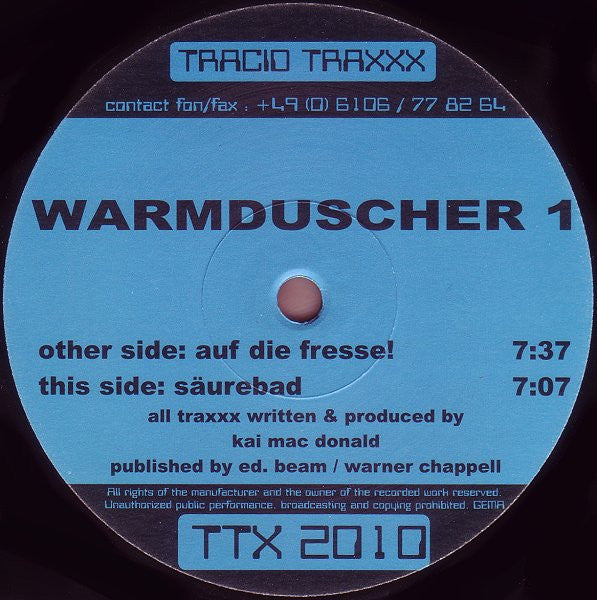 TRACID TRAXXX
contact fon/fax : +49 (0) 6106 / 77 82 64
WARMDUSCHER 1
other side: auf die fresse! 7:37
this side: säurebad 7:07
all traxxx written & produced by
kai mac donald
published by ed. beam / warner chappell
All rights of the manufacturer and the owner of the recorded work reserved.
Unauthorized public performance, broadcasting and copying prohibited. GEMA
TTX 2010